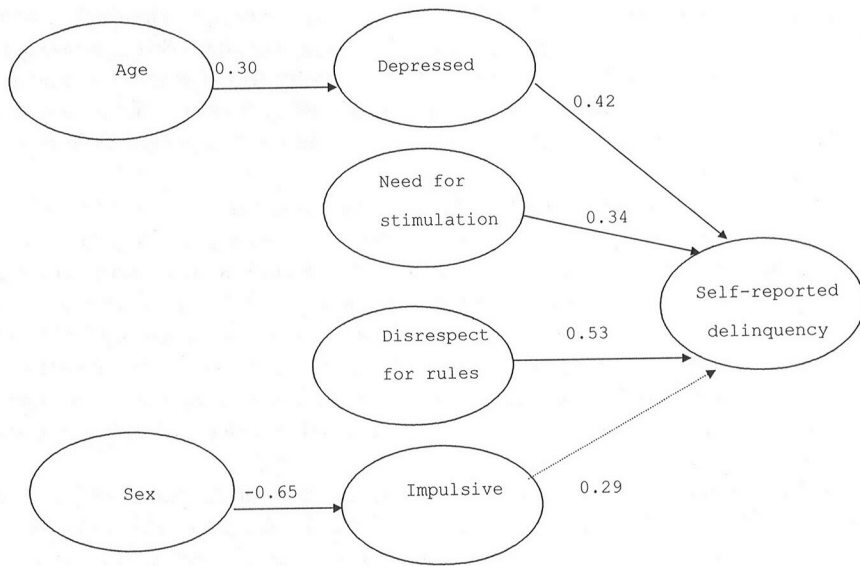 Age
0.30
Depressed
0.42
Need for
stimulation
0.34
Self-reported
delinquency
Disrespect
for rules
0.53
Sex
-0.65
Impulsive
0.29